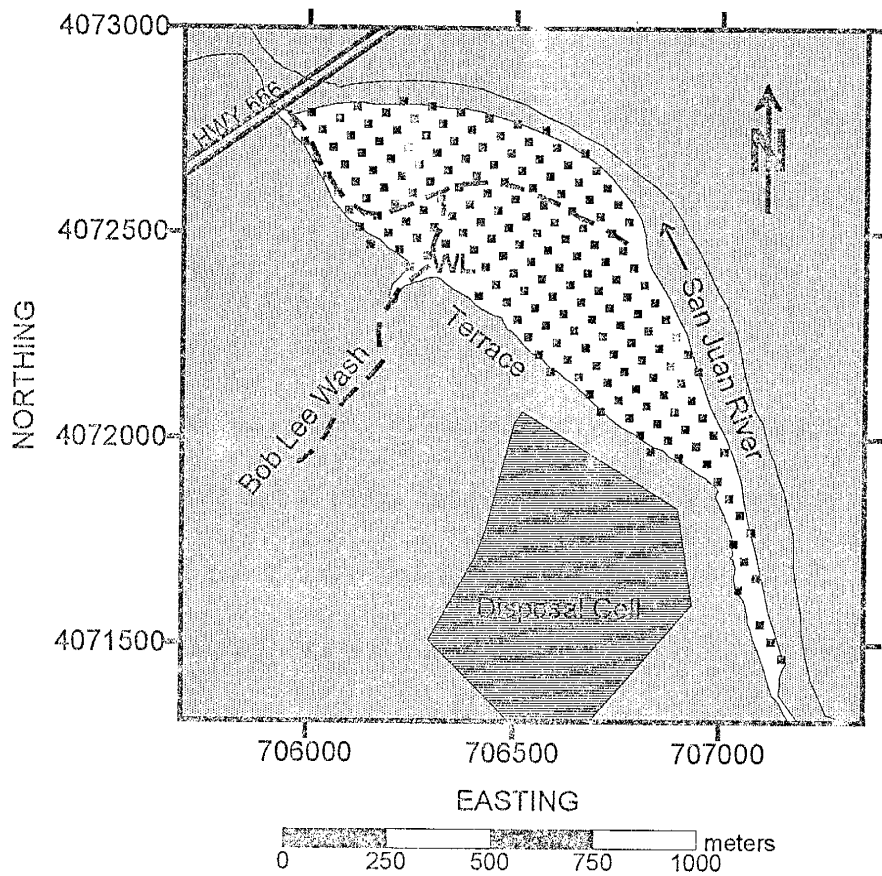 4073000
HWY 666
N
4072500
WL
San Juan River
Terrace
NORTHING
Bob Lee Wash
4072000
Disposal Cell
4071500
706000 706500 707000
EASTING
meters
0 250 500 750 1000